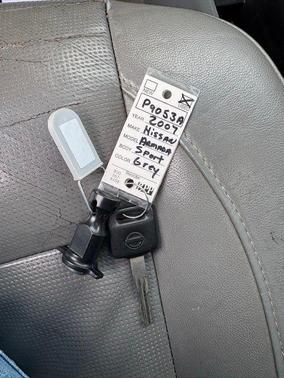 P9053A
YEAR 2007
MAKE Nissan
MODEL Armada
BODY Sport
COLOR Grey